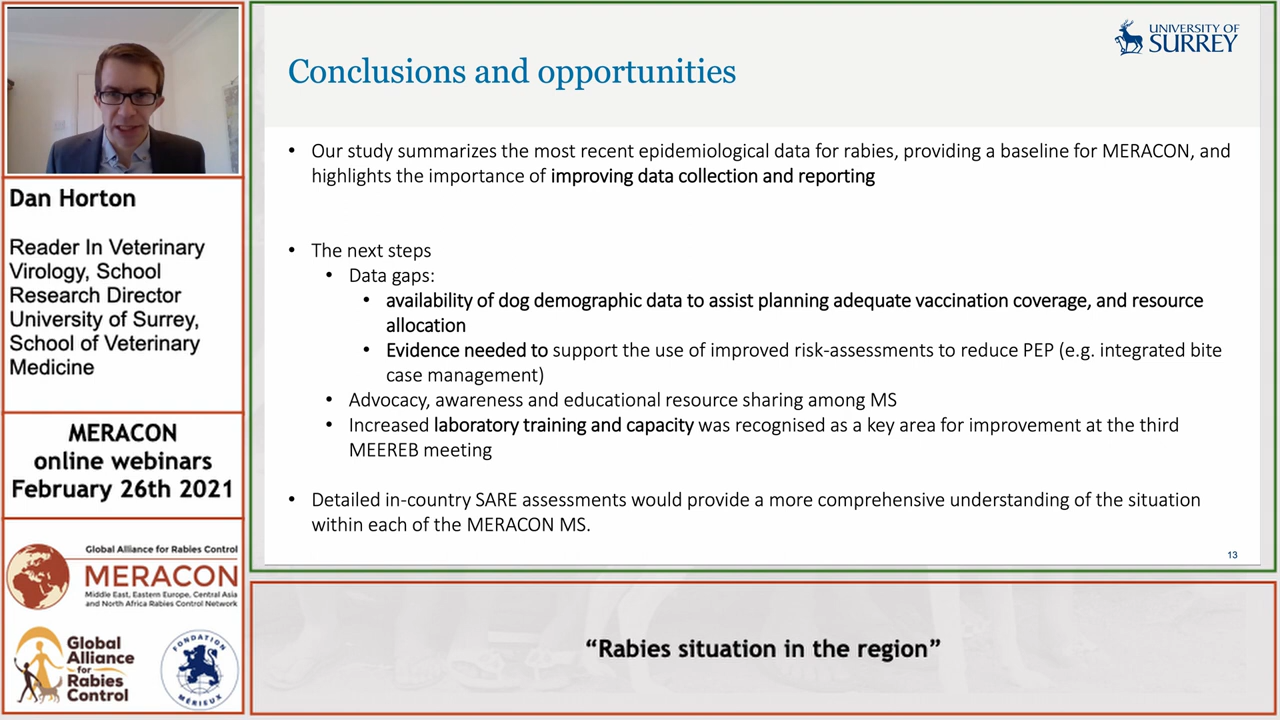 Dan Horton
Reader In Veterinary
Virology, School
Research Director
University of Surrey,
School of Veterinary
Medicine
MERACON
online webinars
February 26th 2021
Global Alliance for Rabies Control
MERACON
Middle East, Eastern Europe, Central Asia
and North Africa Rabies Control Network
Global
Alliance
for
Rabies
Control
FONDATION
MÉRIEUX
UNIVERSITY OF
SURREY
Conclusions and opportunities
• Our study summarizes the most recent epidemiological data for rabies, providing a baseline for MERACON, and
highlights the importance of improving data collection and reporting
• The next steps
• Data gaps:
• availability of dog demographic data to assist planning adequate vaccination coverage, and resource
allocation
• Evidence needed to support the use of improved risk-assessments to reduce PEP (e.g. integrated bite
case management)
• Advocacy, awareness and educational resource sharing among MS
• Increased laboratory training and capacity was recognised as a key area for improvement at the third
MEEREB meeting
• Detailed in-country SARE assessments would provide a more comprehensive understanding of the situation
within each of the MERACON MS.
13
“Rabies situation in the region”